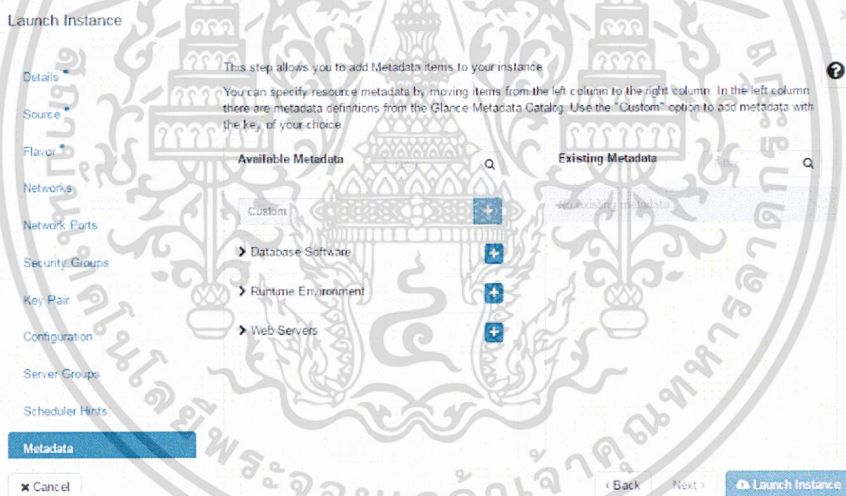 Launch Instance
Details *
Source *
Flavor *
Networks
Network Ports
Security Groups
Key Pair
Configuration
Server Groups
Scheduler Hints
Metadata
This step allows you to add Metadata items to your instance
You can specify resource metadata by moving items from the left column to the right column. In the left column
there are metadata definitions from the Glance Metadata Catalog. Use the "Custom" option to add metadata with
the key of your choice
Available Metadata
Custom
Database Software
Runtime Environment
Web Servers
Existing Metadata
No existing metadata
Cancel
< Back
Next >
Launch Instance